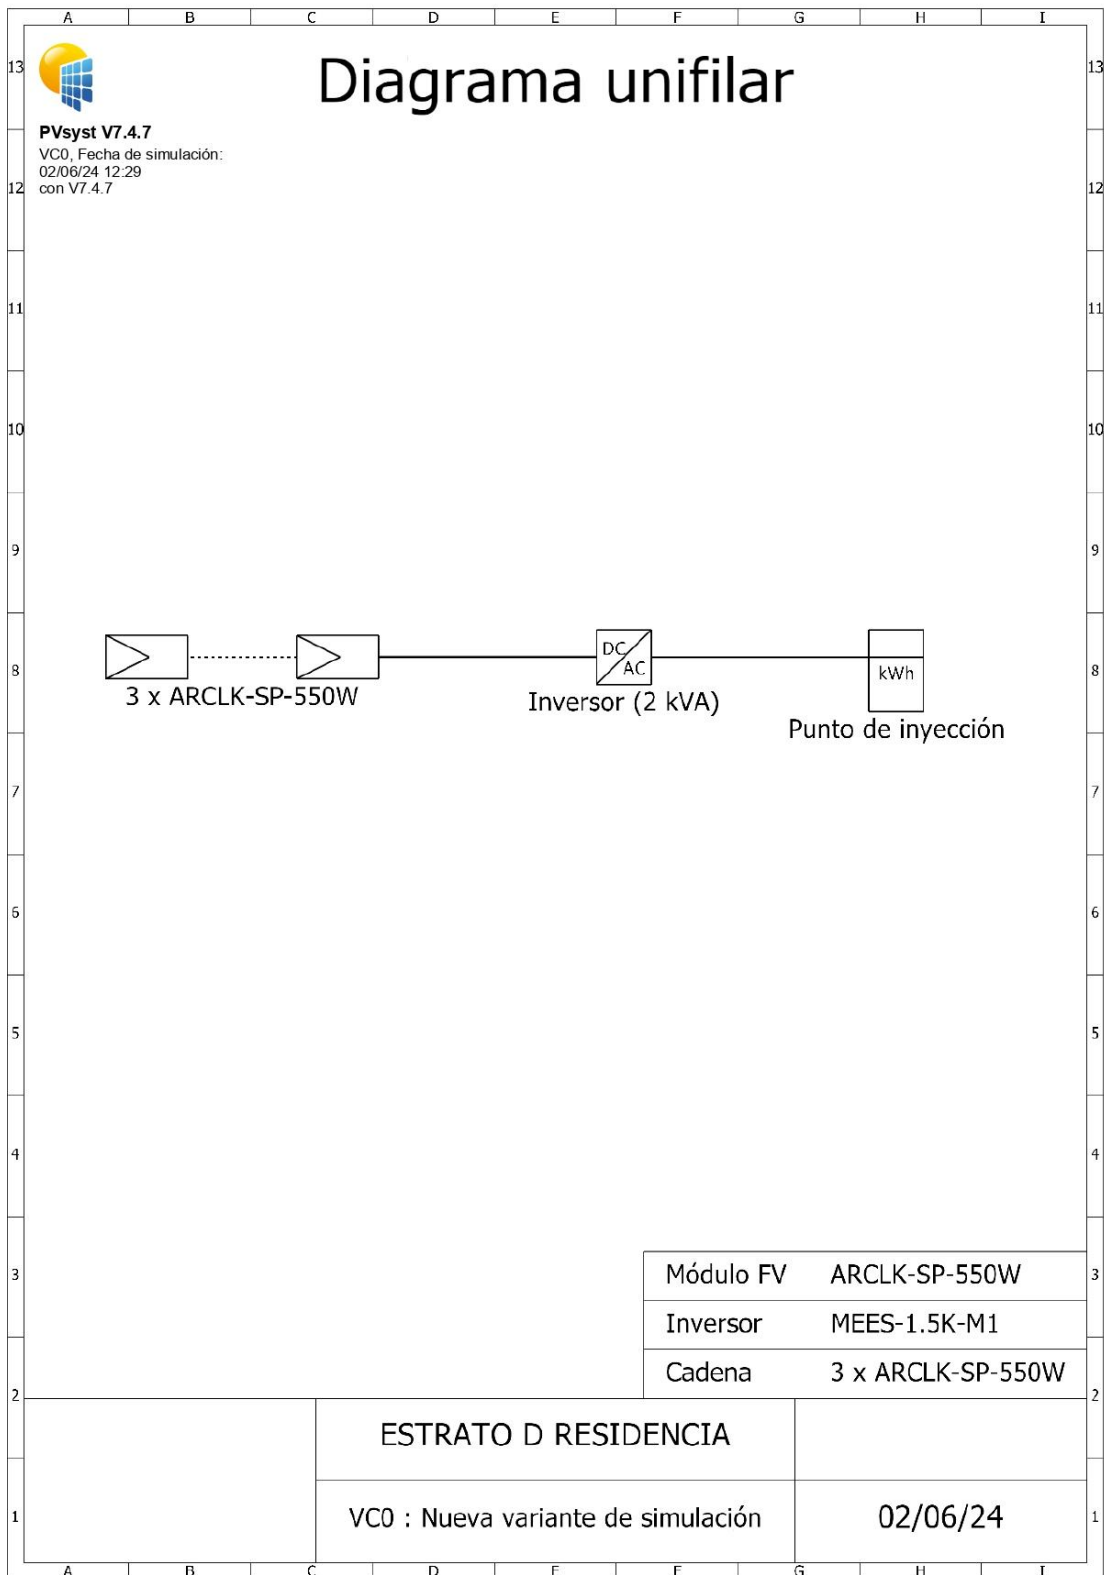 A B C D E F G H I
13 13
Diagrama unifilar
PVsyst V7.4.7
VC0, Fecha de simulación:
02/06/24 12:29
con V7.4.7
12 12
11 11
10 10
9 9
8 8
DC
AC
kWh
3 x ARCLK-SP-550W
Inversor (2 kVA)
Punto de inyección
7 7
6 6
5 5
4 4
3 3
Módulo FV ARCLK-SP-550W
Inversor MEES-1.5K-M1
Cadena 3 x ARCLK-SP-550W
2 2
ESTRATO D RESIDENCIA
VC0 : Nueva variante de simulación
02/06/24
1 1
A B C D E F G H I